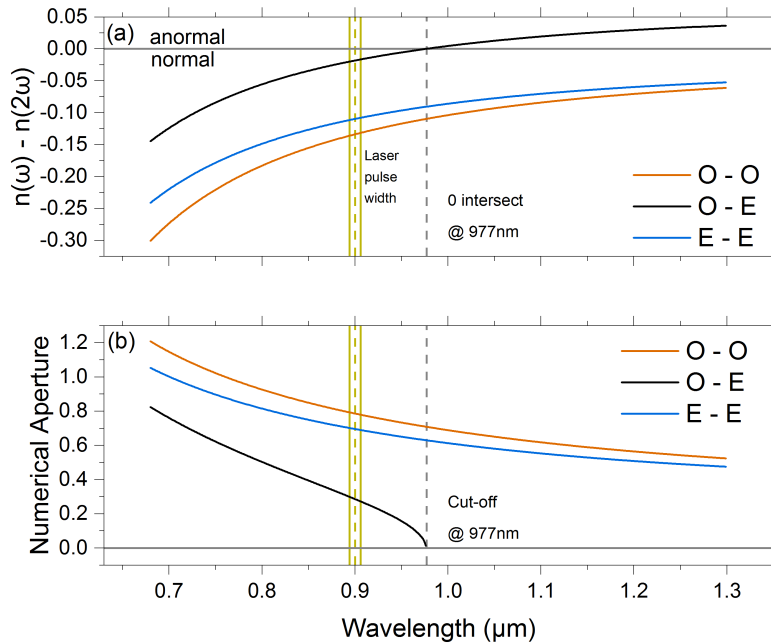 0.05
0.00
-0.05
-0.10
-0.15
-0.20
-0.25
-0.30
n(ω) - n(2ω)
(a)
anormal
normal
Laser
pulse
width
0 intersect
@ 977nm
O - O
O - E
E - E
1.2
1.0
0.8
0.6
0.4
0.2
0.0
Numerical Aperture
(b)
O - O
O - E
E - E
Cut-off
@ 977nm
0.7 0.8 0.9 1.0 1.1 1.2 1.3
Wavelength (μm)